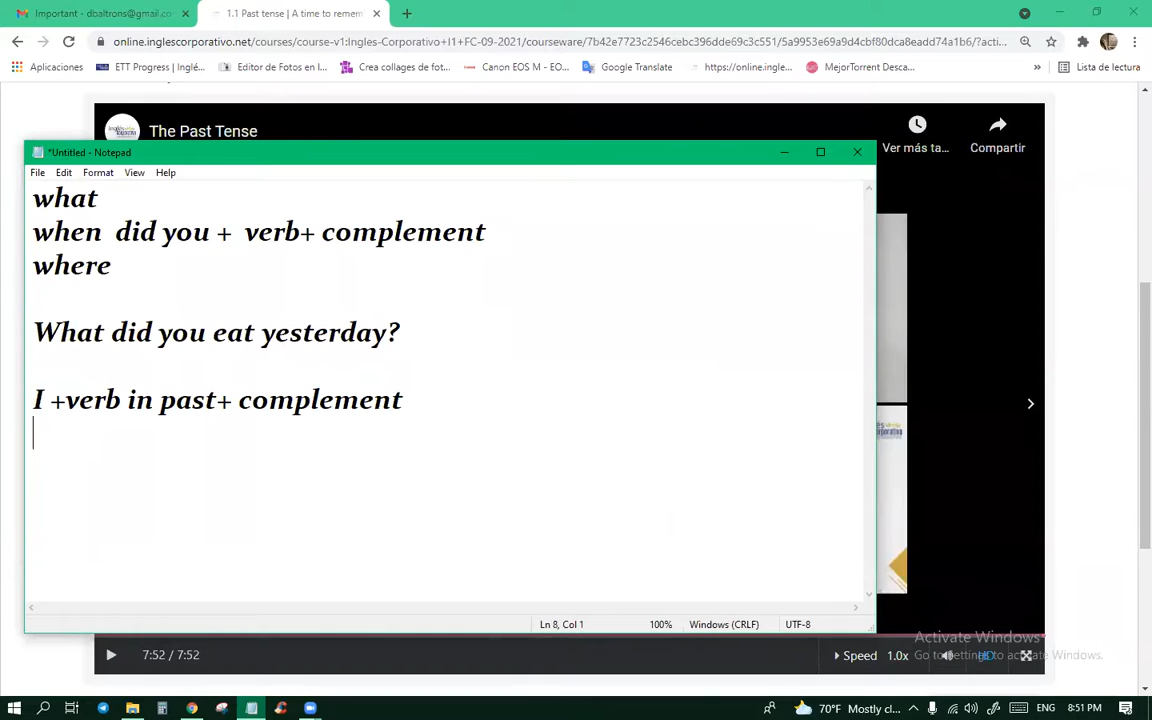 Important - dbaltrons@gmail.co
1.1 Past tense | A time to remem
online.inglescorporativo.net/courses/course-v1:Ingles-Corporativo+I1+FC-09-2021/courseware/7b42e7723c2546cebc396dde69c3c551/5a9953e69a9d4cbf80dca8eadd74a1b6/?acti...
Aplicaciones
ETT Progress | Inglé...
Editor de Fotos en l...
Crea collages de fot...
Canon EOS M - EO...
Google Translate
https://online.ingle...
MejorTorrent Desca...
»
Lista de lectura
The Past Tense
Ver más ta...
Compartir
*Untitled - Notepad
File Edit Format View Help
what
when did you + verb+ complement
where
What did you eat yesterday?
I +verb in past+ complement
Ln 8, Col 1
100%
Windows (CRLF)
UTF-8
Activate Windows
Go to Settings to activate Windows.
7:52 / 7:52
Speed 1.0x
HD
70°F Mostly cl...
ENG
8:51 PM